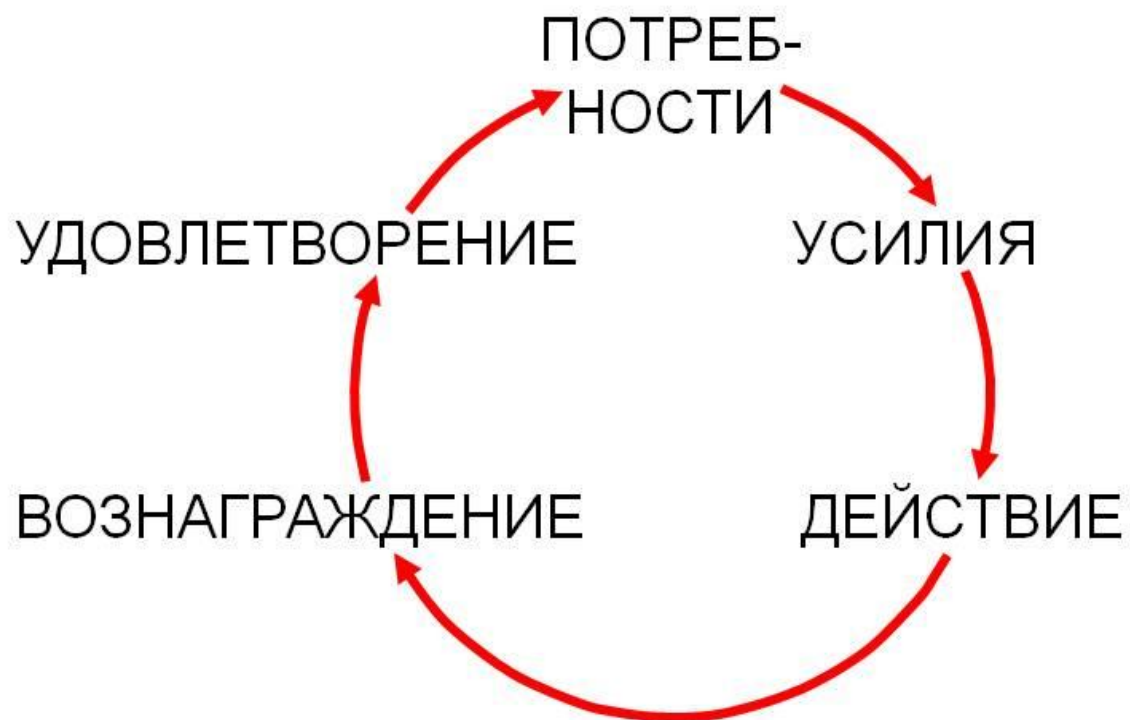 ПОТРЕБ-
НОСТИ
УДОВЛЕТВОРЕНИЕ
УСИЛИЯ
ВОЗНАГРАЖДЕНИЕ
ДЕЙСТВИЕ